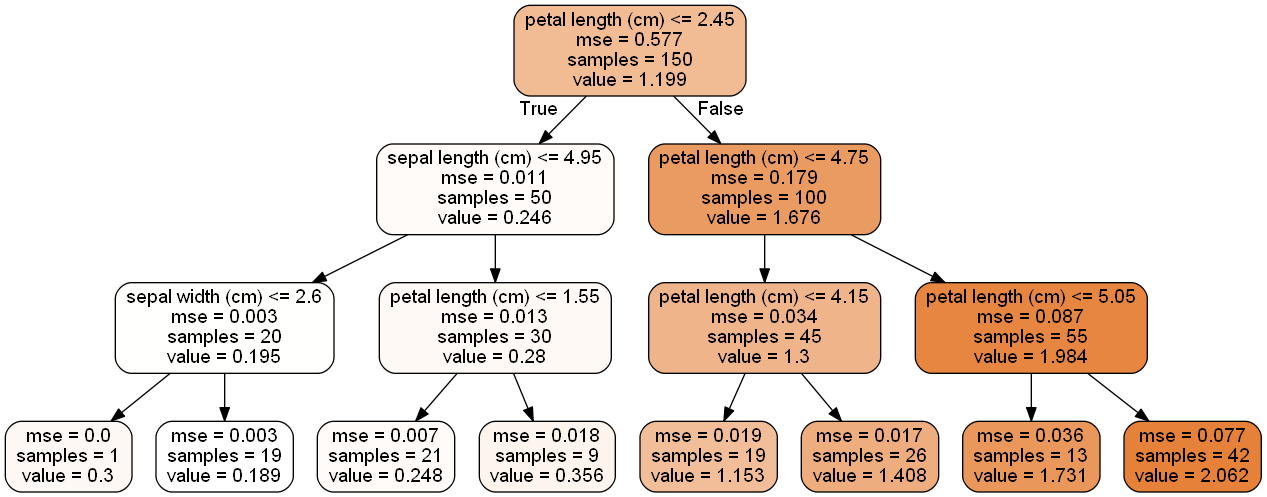 petal length (cm) <= 2.45
mse = 0.577
samples = 150
value = 1.199
True
False
sepal length (cm) <= 4.95
mse = 0.011
samples = 50
value = 0.246
petal length (cm) <= 4.75
mse = 0.179
samples = 100
value = 1.676
sepal width (cm) <= 2.6
mse = 0.003
samples = 20
value = 0.195
petal length (cm) <= 1.55
mse = 0.013
samples = 30
value = 0.28
petal length (cm) <= 4.15
mse = 0.034
samples = 45
value = 1.3
petal length (cm) <= 5.05
mse = 0.087
samples = 55
value = 1.984
mse = 0.0
samples = 1
value = 0.3
mse = 0.003
samples = 19
value = 0.189
mse = 0.007
samples = 21
value = 0.248
mse = 0.018
samples = 9
value = 0.356
mse = 0.019
samples = 19
value = 1.153
mse = 0.017
samples = 26
value = 1.408
mse = 0.036
samples = 13
value = 1.731
mse = 0.077
samples = 42
value = 2.062